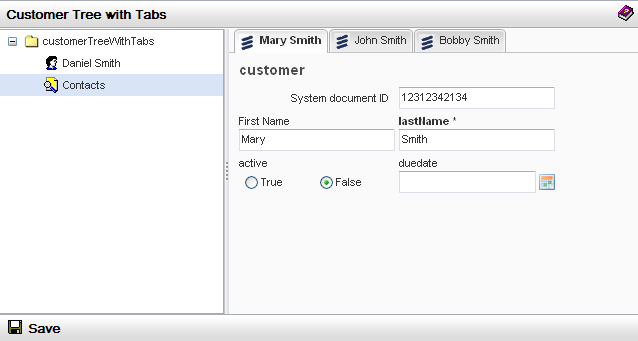 Customer Tree with Tabs
customerTreeWithTabs
Daniel Smith
Contacts
Mary Smith John Smith Bobby Smith
customer
System document ID 12312342134
First Name lastName *
Mary Smith
active duedate
True False
Save